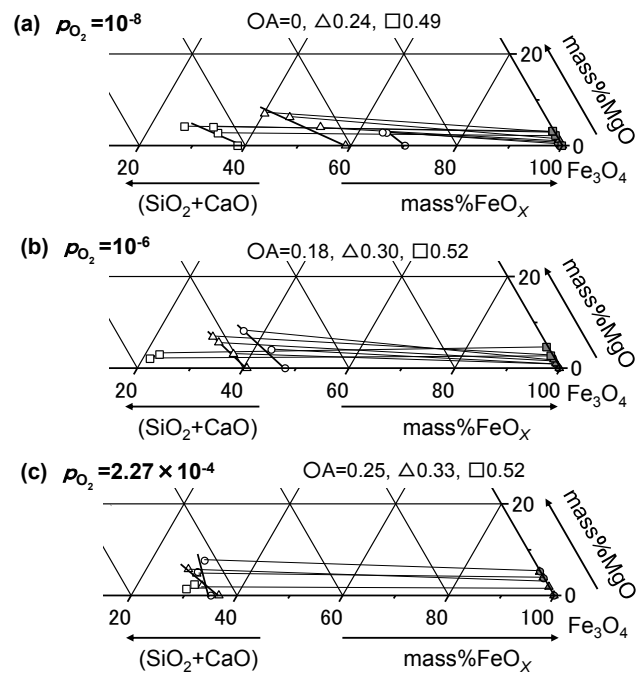 (a) pO2=10-8
○A=0, △0.24, □0.49
20
mass%MgO
0
20 40 60 80 100 Fe3O4
(SiO2+CaO) mass%FeOX
(b) pO2=10-6
○A=0.18, △0.30, □0.52
20
mass%MgO
0
20 40 60 80 100 Fe3O4
(SiO2+CaO) mass%FeOX
(c) pO2=2.27×10-4
○A=0.25, △0.33, □0.52
20
mass%MgO
0
20 40 60 80 100 Fe3O4
(SiO2+CaO) mass%FeOX